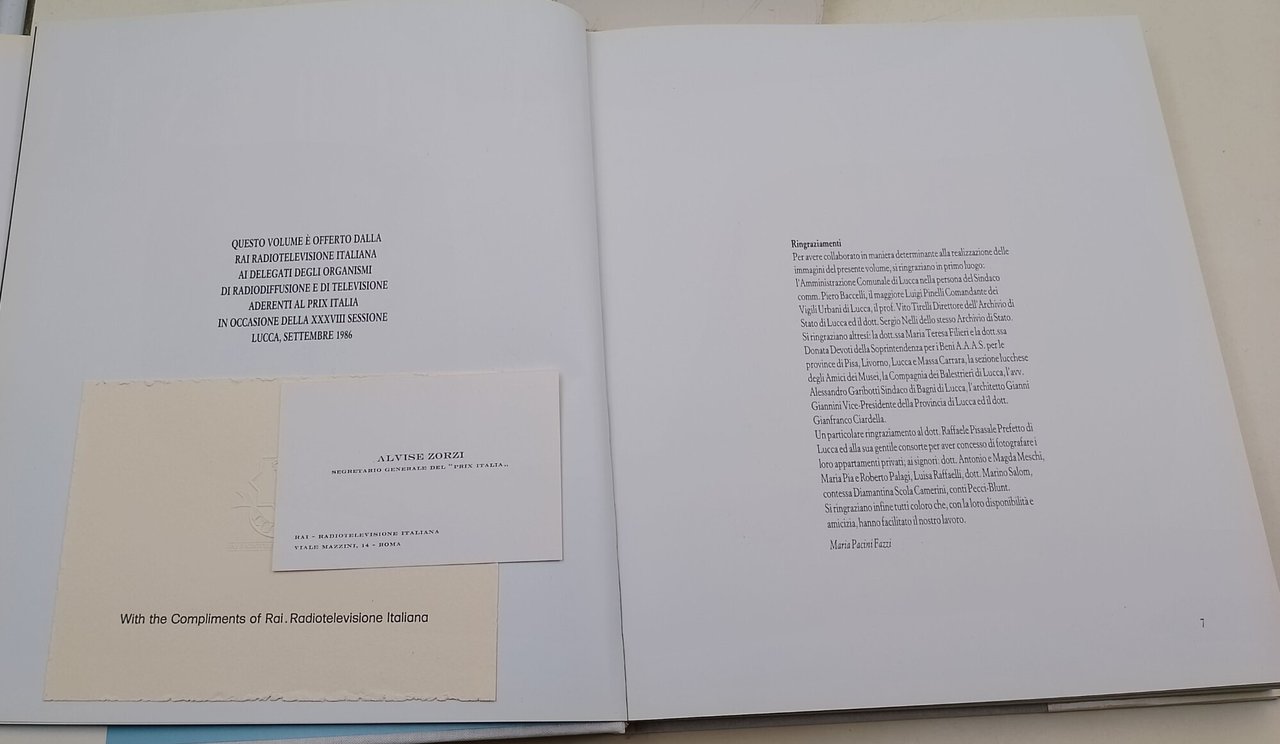 QUESTO VOLUME È OFFERTO DALLA
RAI RADIOTELEVISIONE ITALIANA
AI DELEGATI DEGLI ORGANISMI
DI RADIODIFFUSIONE E DI TELEVISIONE
ADERENTI AL PRIX ITALIA
IN OCCASIONE DELLA XXXVIII SESSIONE
LUCCA, SETTEMBRE 1986
ALVISE ZORZI
SEGRETARIO GENERALE DEL "PRIX ITALIA„
RAI - RADIOTELEVISIONE ITALIANA
VIALE MAZZINI, 14 - ROMA
With the Compliments of Rai. Radiotelevisione Italiana
Ringraziamenti
Per avere collaborato in maniera determinante alla realizzazione delle
immagini del presente volume, si ringraziano in primo luogo:
l'Amministrazione Comunale di Lucca nella persona del Sindaco
comm. Piero Baccelli, il maggiore Luigi Pinelli Comandante dei
Vigili Urbani di Lucca, il prof. Vito Tirelli Direttore dell'Archivio di
Stato di Lucca ed il dott. Sergio Nelli dello stesso Archivio di Stato.
Si ringraziano altresì: la dott.ssa Maria Teresa Filieri e la dott.ssa
Donata Devoti della Soprintendenza per i Beni A.A.A.S. per le
province di Pisa, Livorno, Lucca e Massa Carrara, la sezione lucchese
degli Amici dei Musei, la Compagnia dei Balestrieri di Lucca, l'avv.
Alessandro Garibotti Sindaco di Bagni di Lucca, l'architetto Gianni
Giannini Vice-Presidente della Provincia di Lucca ed il dott.
Gianfranco Ciardella.
Un particolare ringraziamento al dott. Raffaele Pisasale Prefetto di
Lucca ed alla sua gentile consorte per aver concesso di fotografare i
loro appartamenti privati; ai signori: dott. Antonio e Magda Meschi,
Maria Pia e Roberto Palagi, Luisa Raffaelli, dott. Marino Salom,
contessa Diamantina Scola Camerini, conti Pecci-Blunt.
Si ringraziano infine tutti coloro che, con la loro disponibilità e
amicizia, hanno facilitato il nostro lavoro.
Maria Pacini Fazzi
7